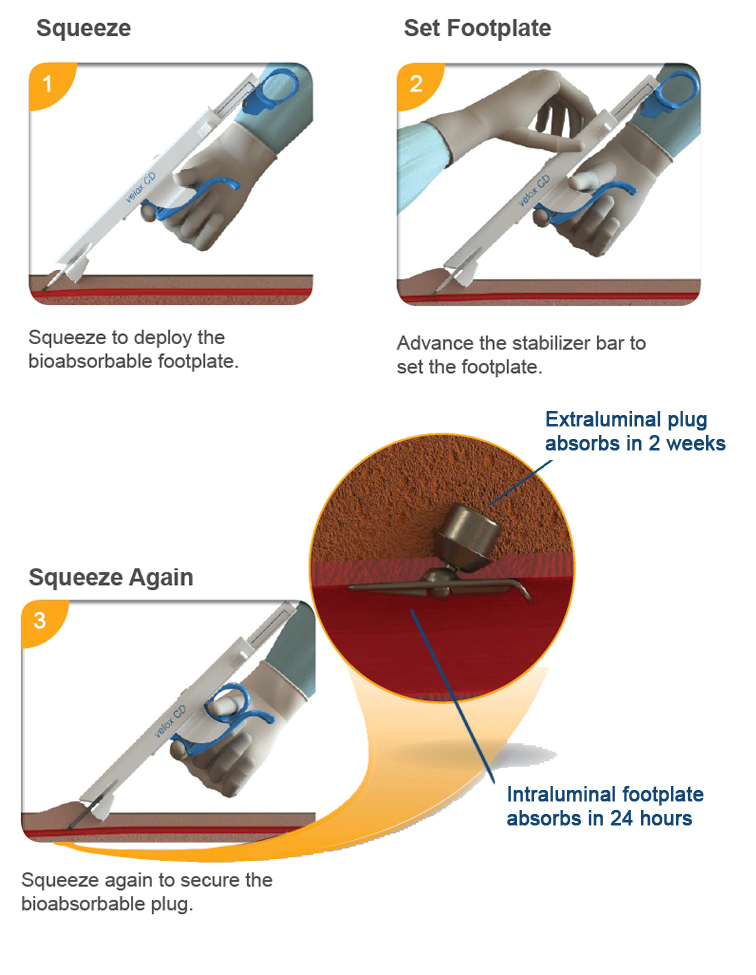 Squeeze
1
velox CD
Squeeze to deploy the
bioabsorbable footplate.
Set Footplate
2
velox CD
Advance the stabilizer bar to
set the footplate.
Extraluminal plug
absorbs in 2 weeks
Squeeze Again
3
velox CD
Intraluminal footplate
absorbs in 24 hours
Squeeze again to secure the
bioabsorbable plug.